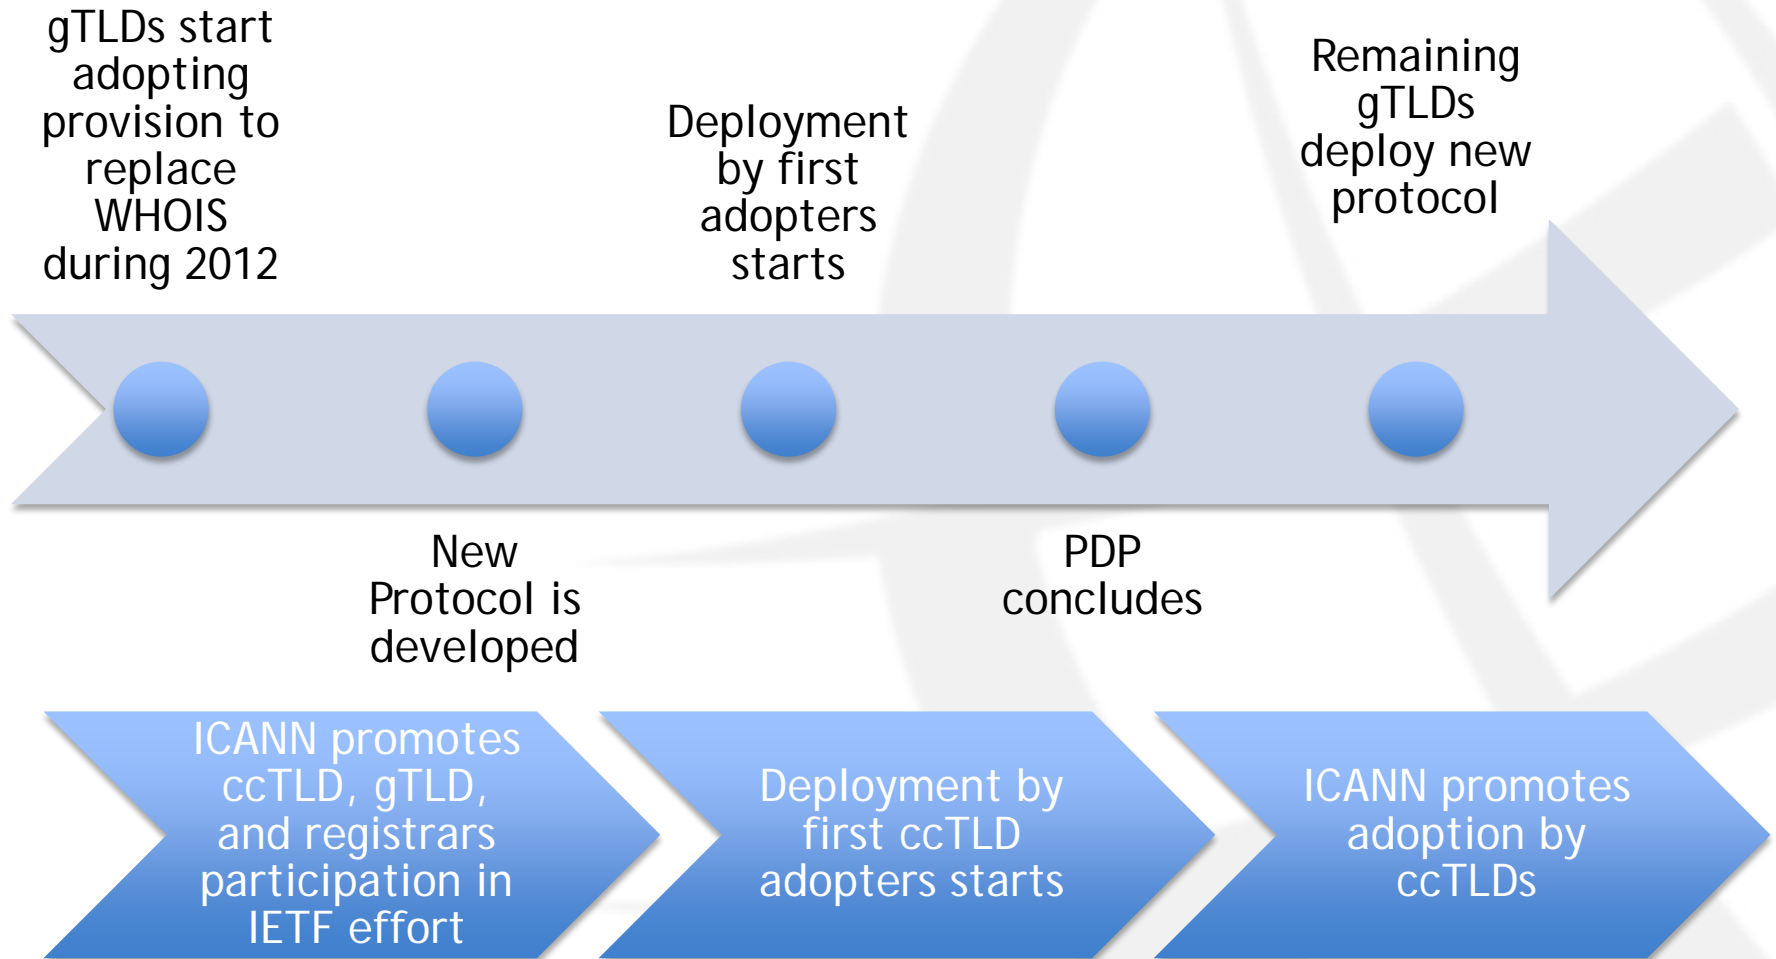 gTLDs start
adopting
provision to
replace
WHOIS
during 2012
Deployment
by first
adopters
starts
Remaining
gTLDs
deploy new
protocol
New
Protocol is
developed
PDP
concludes
ICANN promotes
ccTLD, gTLD,
and registrars
participation in
IETF effort
Deployment by
first ccTLD
adopters starts
ICANN promotes
adoption by
ccTLDs